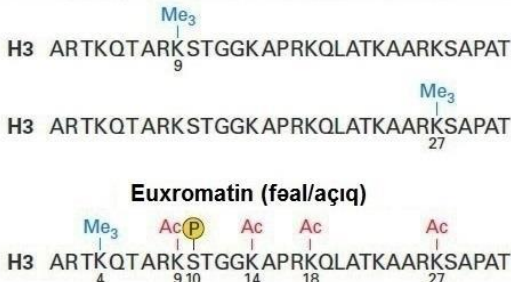 Me3
H3 ARTKQTARKSTGGKAPRKQLATKAARKSAPAT
9
Me3
H3 ARTKQTARKSTGGKAPRKQLATKAARKSAPAT
27
Euxromatin (fəal/açıq)
Me3 Ac P Ac Ac Ac
H3 ARTKQTARKSTGGKAPRKQLATKAARKSAPAT
4 9 10 14 18 27